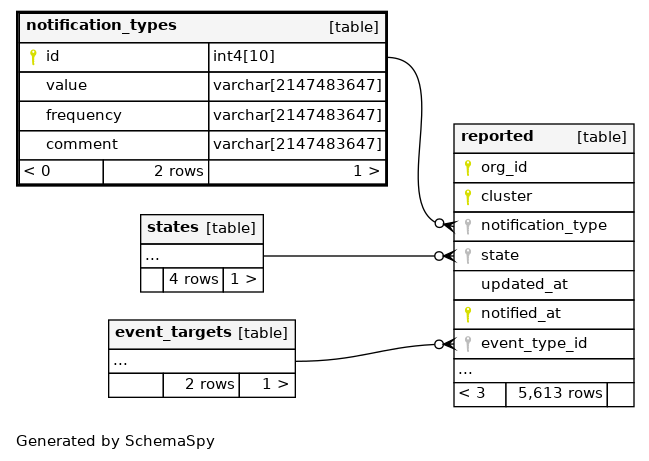 notification_types [table]
id int4[10]
value varchar[2147483647]
frequency varchar[2147483647]
comment varchar[2147483647]
< 0 2 rows 1 >
reported [table]
org_id
cluster
notification_type
state
updated_at
notified_at
event_type_id
...
< 3 5,613 rows
states [table]
...
4 rows 1 >
event_targets [table]
...
2 rows 1 >
Generated by SchemaSpy